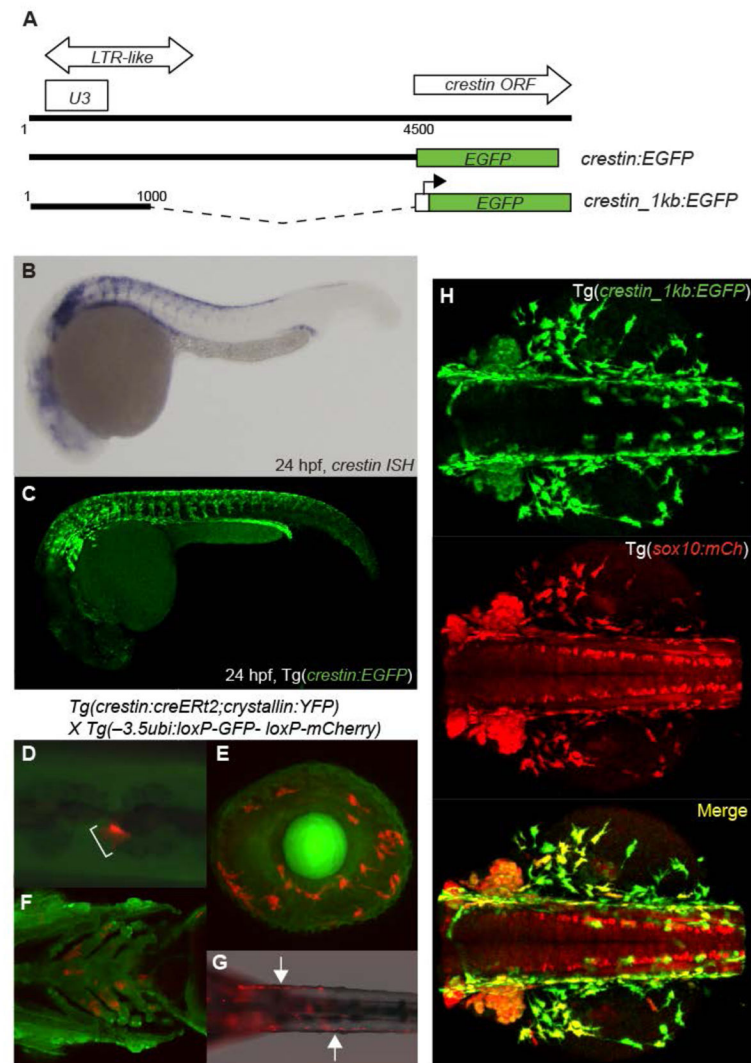 A
LTR-like
U3
crestin ORF
1
4500
EGFP
crestin:EGFP
1
1000
EGFP
crestin_1kb:EGFP
B
24 hpf, crestin ISH
C
24 hpf, Tg(crestin:EGFP)
Tg(crestin:creERt2;crystallin:YFP)
X Tg(–3.5ubi:loxP-GFP- loxP-mCherry)
D
E
F
G
H
Tg(crestin_1kb:EGFP)
Tg(sox10:mCh)
Merge